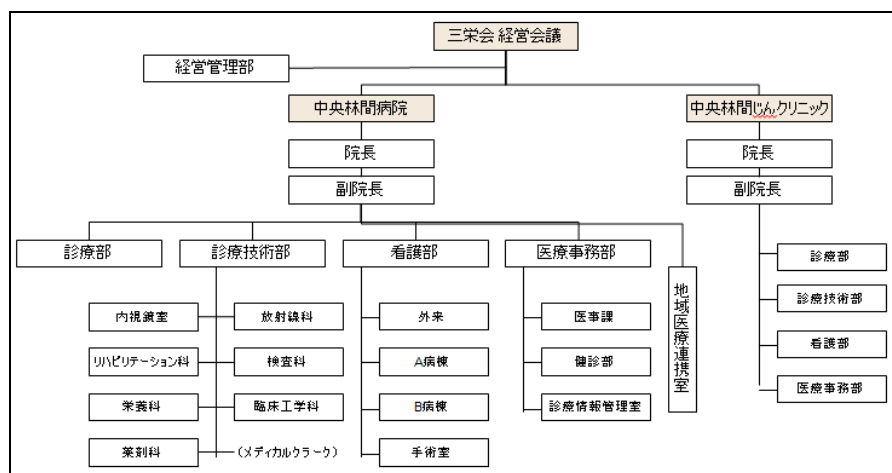 三栄会 経営会議
経営管理部
中央林間病院
中央林間じんクリニック
院長
院長
副院長
副院長
診療部
診療技術部
看護部
医療事務部
地域医療連携室
診療部
診療技術部
看護部
医療事務部
内視鏡室
放射線科
外来
医事課
リハビリテーション科
検査科
A病棟
健診部
栄養科
臨床工学科
B病棟
診療情報管理室
薬剤科
(メディカルクラーク)
手術室